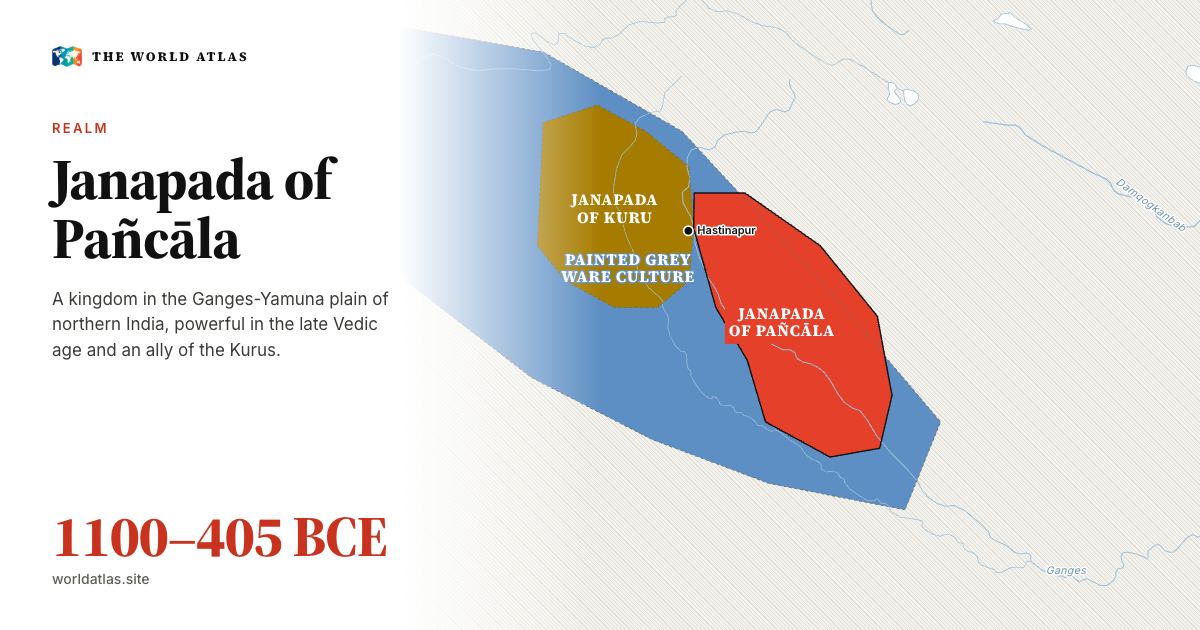 THE WORLD ATLAS
REALM
Janapada of
Pañcāla
A kingdom in the Ganges-Yamuna plain of
northern India, powerful in the late Vedic
age and an ally of the Kurus.
1100–405 BCE
worldatlas.site
JANAPADA
OF KURU
Hastinapur
PAINTED GREY
WARE CULTURE
JANAPADA
OF PAÑCĀLA
Damqogkanbab
Ganges